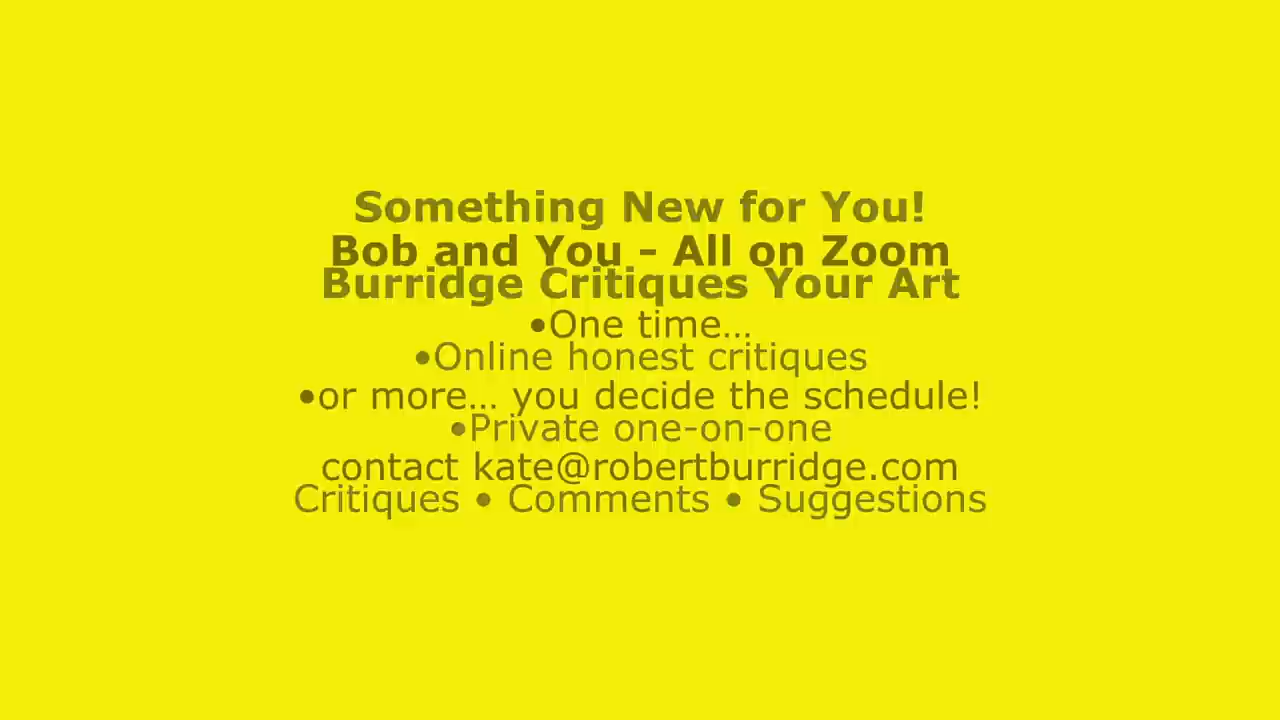 Something New for You!
Bob and You - All on Zoom
Burridge Critiques Your Art
•One time…
•Online honest critiques
•or more… you decide the schedule!
•Private one-on-one
contact kate@robertburridge.com
Critiques • Comments • Suggestions